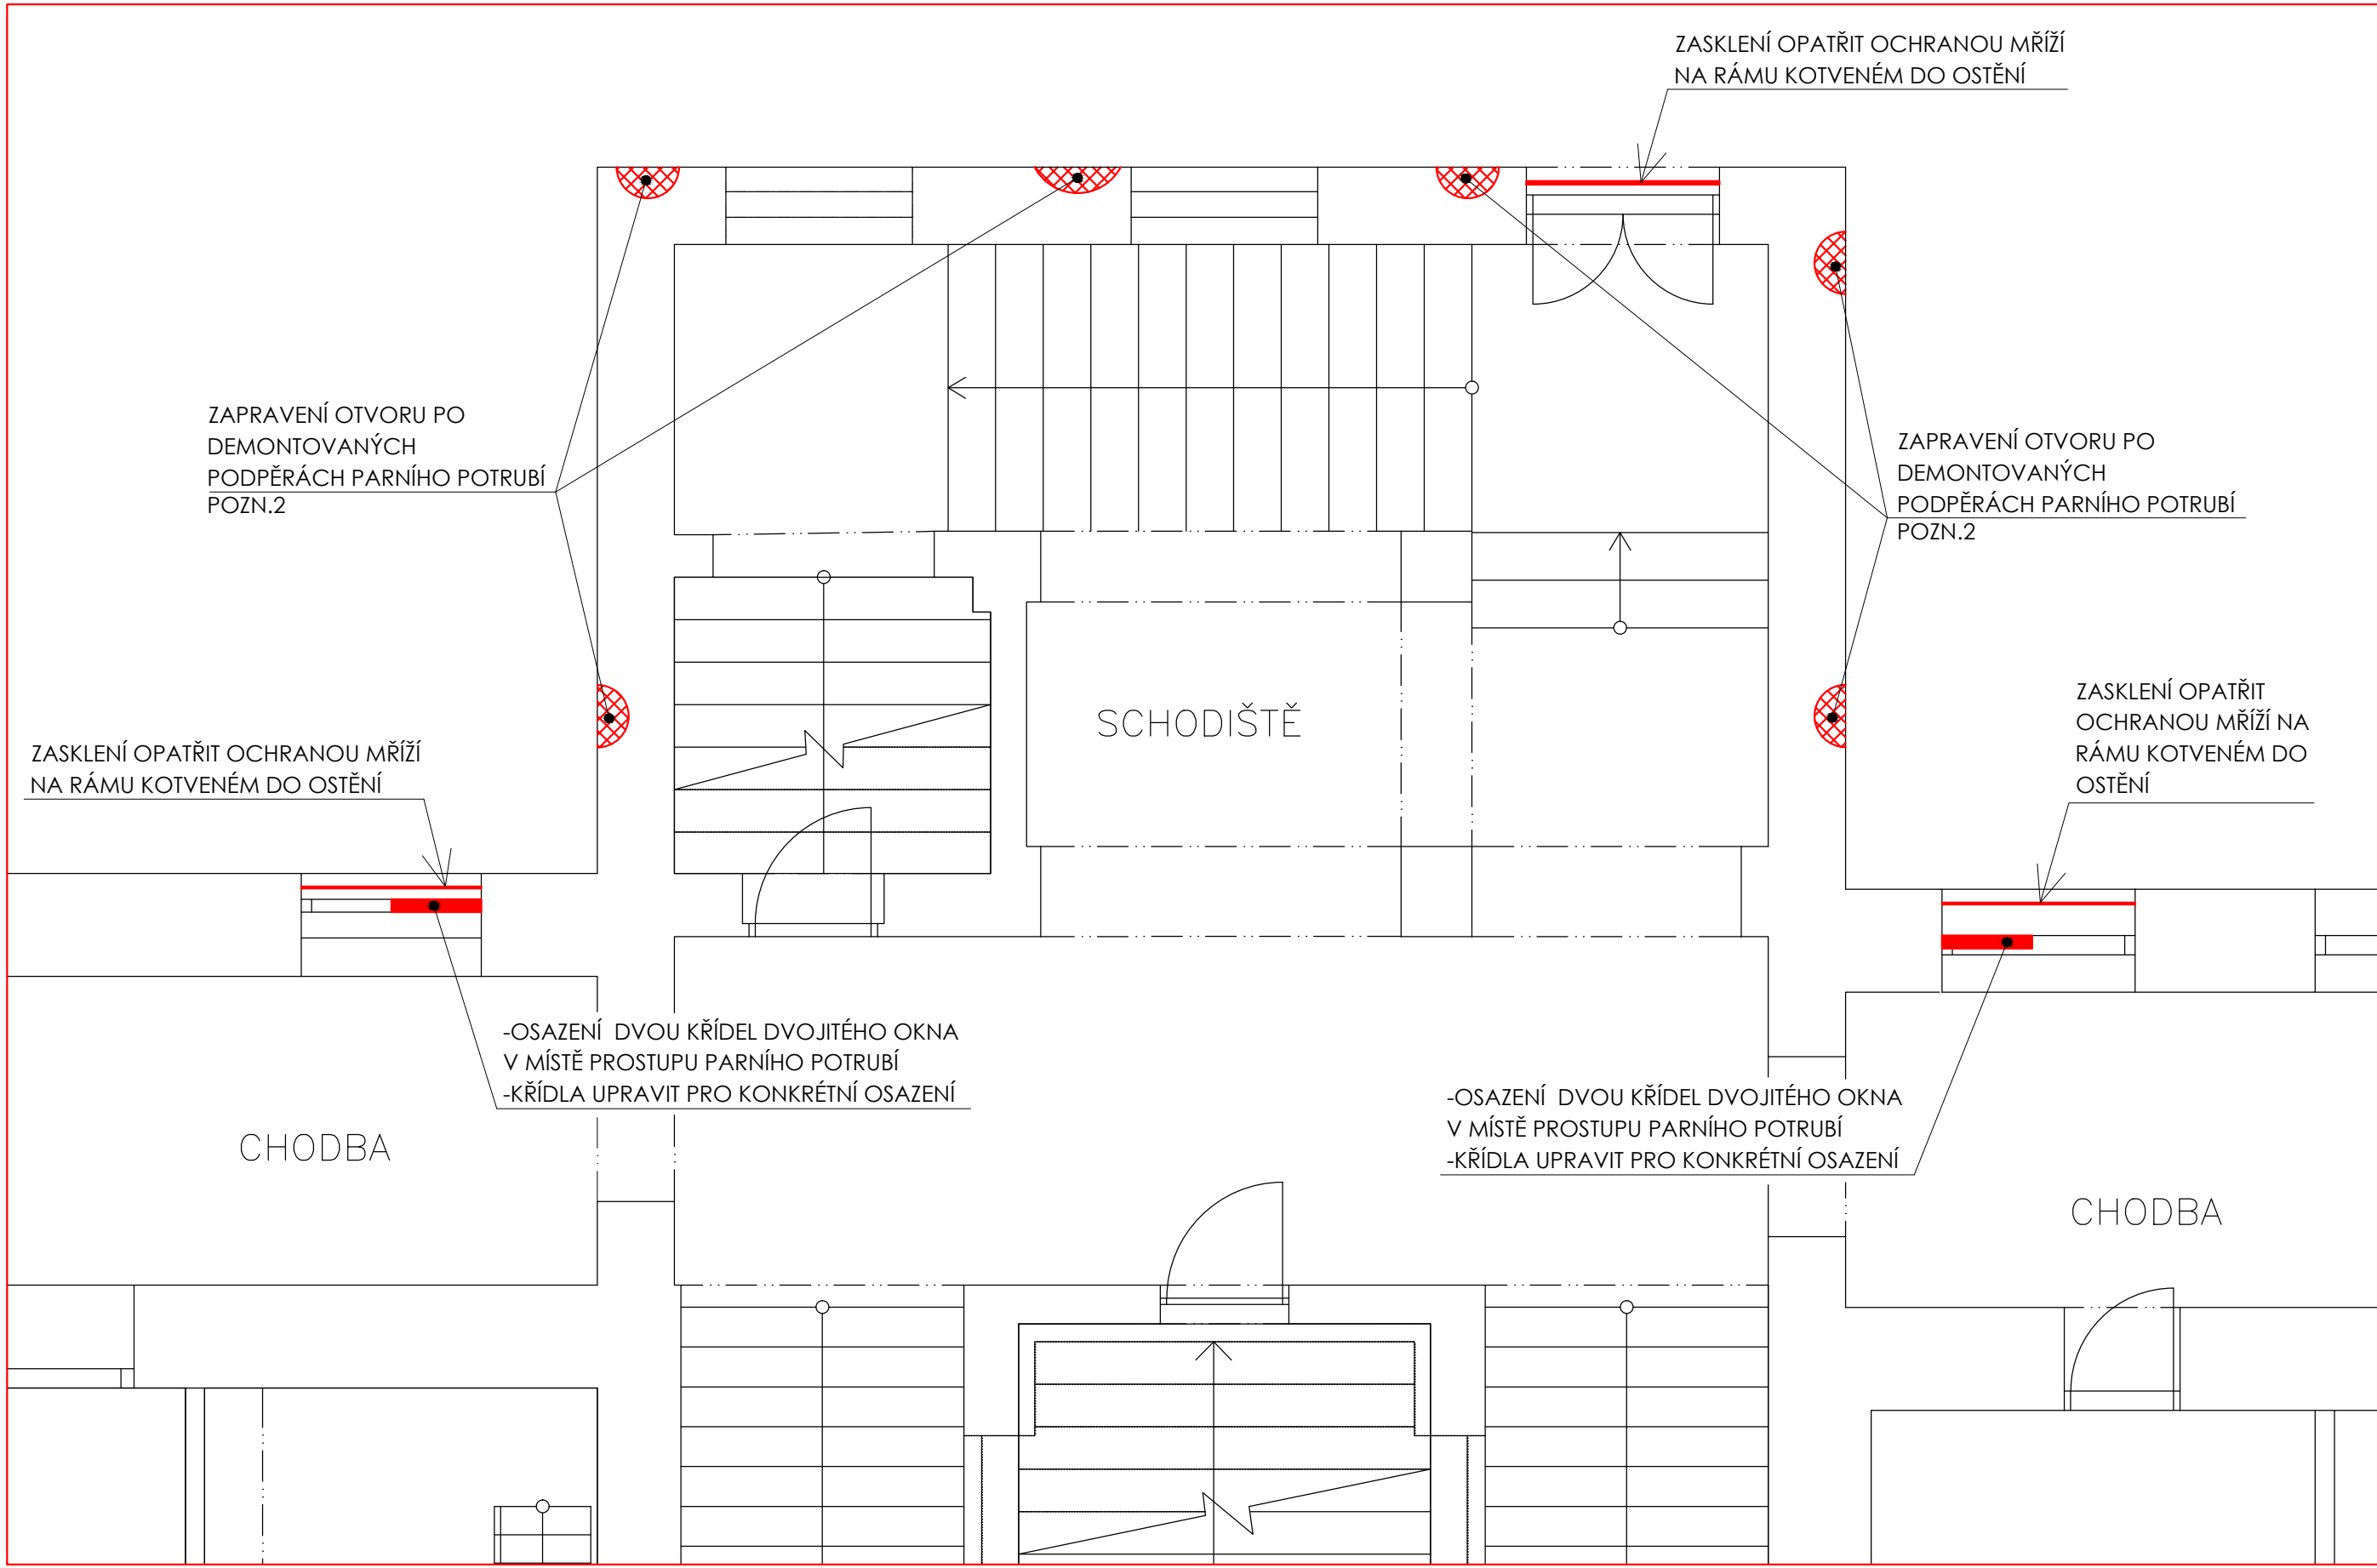 ZASKLENÍ OPATŘIT OCHRANOU MŘÍŽÍ
NA RÁMU KOTVENÉM DO OSTĚNÍ
ZAPRAVENÍ OTVORU PO
DEMONTOVANÝCH
PODPĚRÁCH PARNÍHO POTRUBÍ
POZN.2
ZAPRAVENÍ OTVORU PO
DEMONTOVANÝCH
PODPĚRÁCH PARNÍHO POTRUBÍ
POZN.2
SCHODIŠTĚ
ZASKLENÍ OPATŘIT
OCHRANOU MŘÍŽÍ NA
RÁMU KOTVENÉM DO
OSTĚNÍ
ZASKLENÍ OPATŘIT OCHRANOU MŘÍŽÍ
NA RÁMU KOTVENÉM DO OSTĚNÍ
-OSAZENÍ DVOU KŘÍDEL DVOJITÉHO OKNA
V MÍSTĚ PROSTUPU PARNÍHO POTRUBÍ
-KŘÍDLA UPRAVIT PRO KONKRÉTNÍ OSAZENÍ
-OSAZENÍ DVOU KŘÍDEL DVOJITÉHO OKNA
V MÍSTĚ PROSTUPU PARNÍHO POTRUBÍ
-KŘÍDLA UPRAVIT PRO KONKRÉTNÍ OSAZENÍ
CHODBA
CHODBA